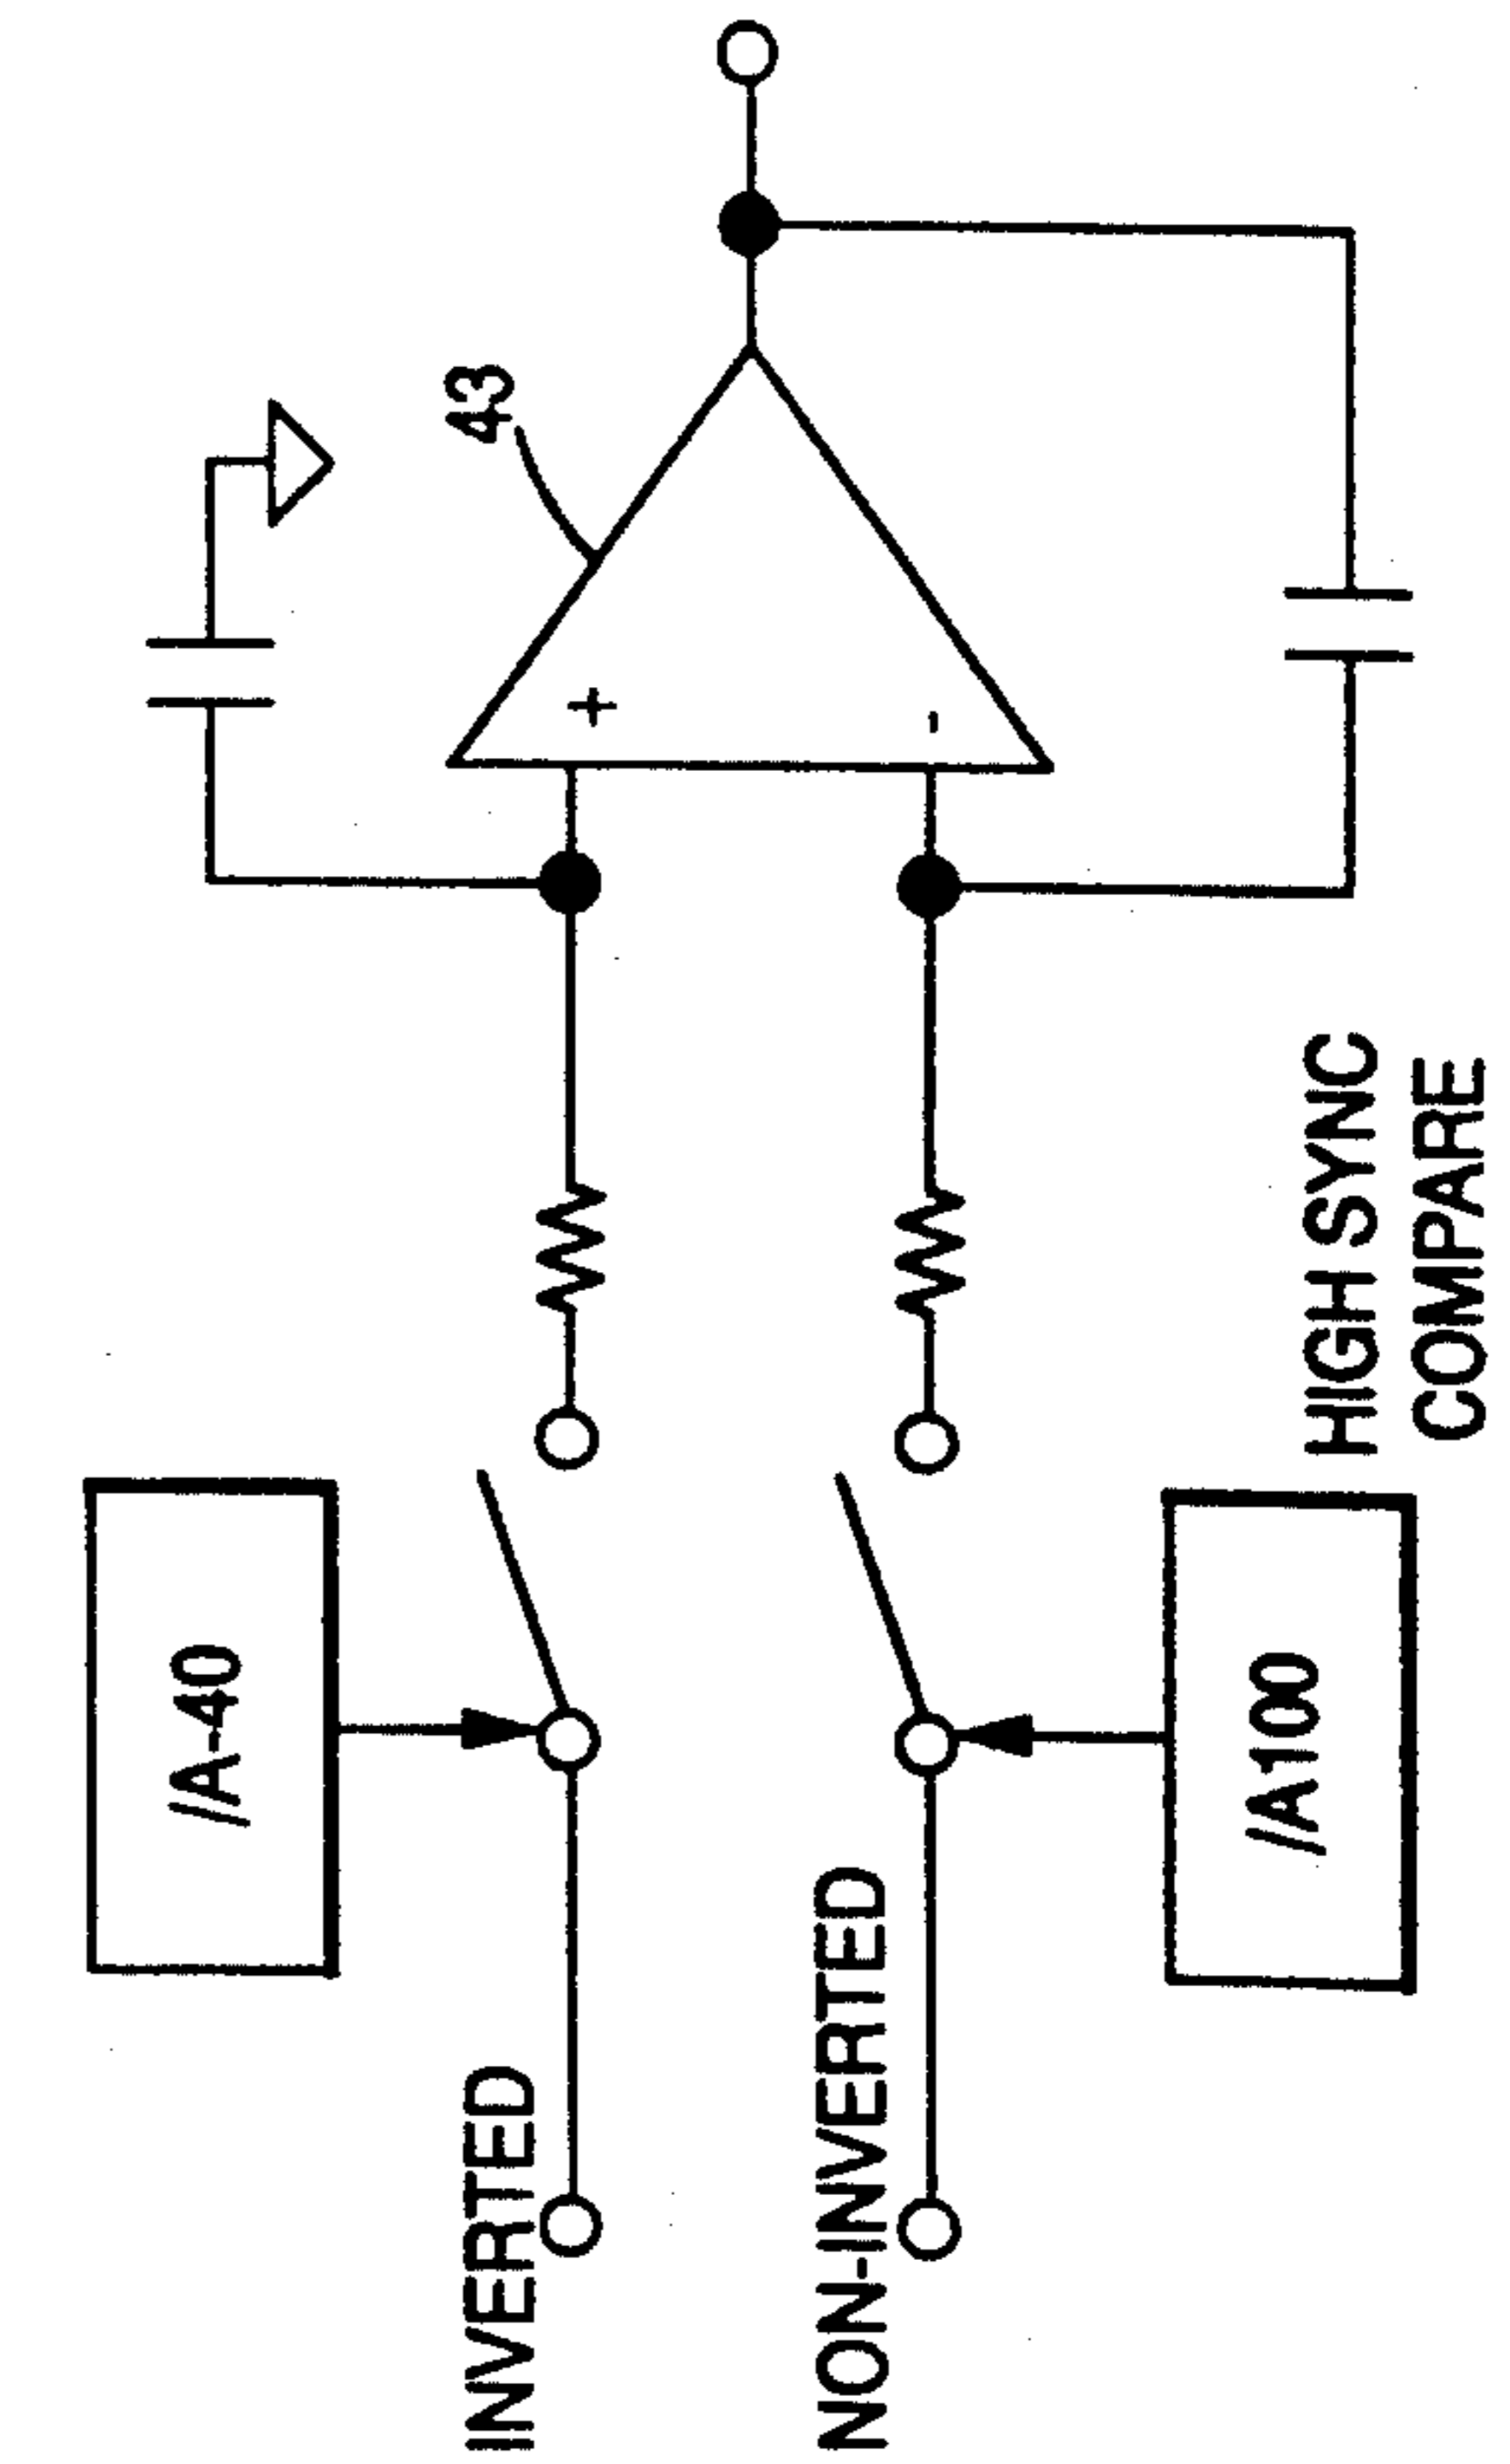 //A-40
43
INVERTED
+
-
NON-INVERTED
//A100
HIGH SYNC
COMPARE